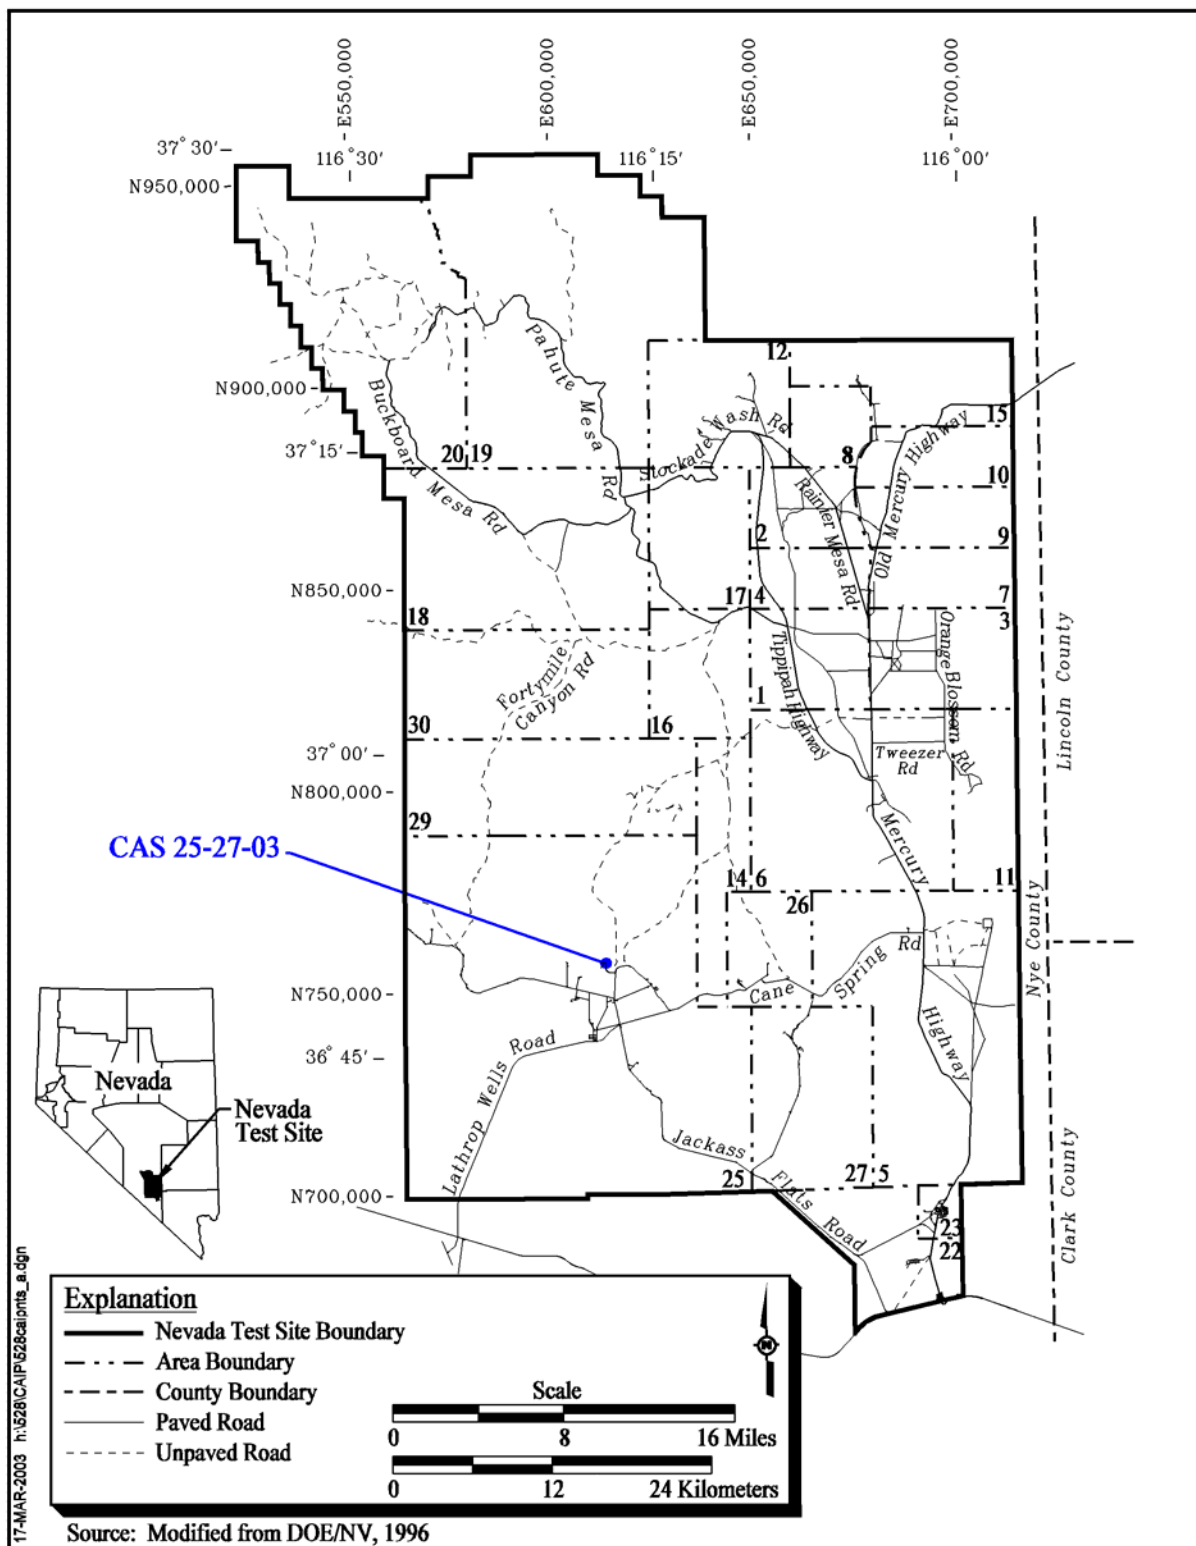 E550,000
E600,000
E650,000
E700,000
37° 30'
116° 30'
116° 15'
116° 00'
N950,000
Pahute Mesa Rd
12
N900,000
Buckboard Mesa Rd
Stockade Wash Rd
15
37° 15'
20
19
8
Old Mercury Highway
10
Rainier Mesa Rd
2
9
N850,000
17
4
7
18
3
Orange Blossom Rd
Lincoln County
Fortymile
Canyon Rd
Tippipah Highway
1
30
16
37° 00'
Tweezer
Rd
N800,000
29
Mercury
CAS 25-27-03
14
6
11
26
Nye County
Rd
Spring
Cane
N750,000
Highway
36° 45'
Nevada
Nevada
Test Site
Lathrop Wells Road
Jackass
Flats Road
Clark County
25
27
5
N700,000
23
22
17-MAR-2003 h:\528\CAIP\528caipnts_a.dgn
Explanation
Nevada Test Site Boundary
Area Boundary
County Boundary
Paved Road
Unpaved Road
N
Scale
0 8 16 Miles
0 12 24 Kilometers
Source: Modified from DOE/NV, 1996